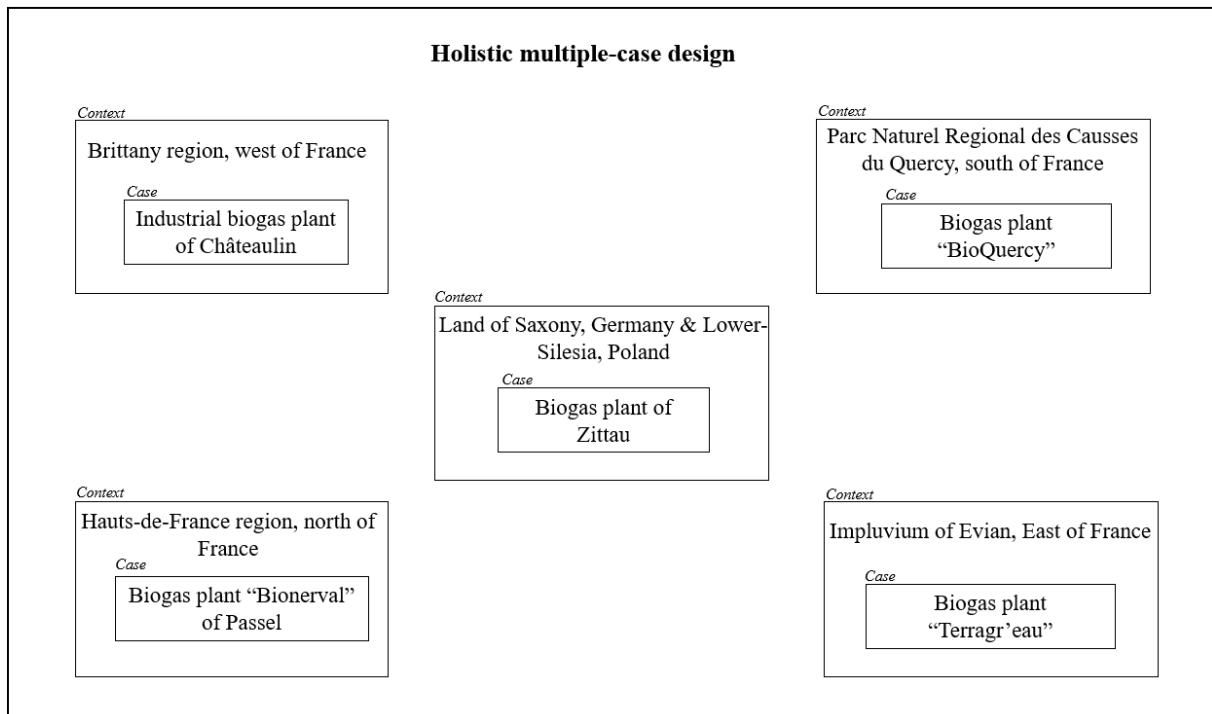 Holistic multiple-case design
Context
Brittany region, west of France
Case
Industrial biogas plant
of Châteaulin
Context
Parc Naturel Regional des Causses
du Quercy, south of France
Case
Biogas plant
“BioQuercy”
Context
Land of Saxony, Germany & Lower-
Silesia, Poland
Case
Biogas plant of
Zittau
Context
Hauts-de-France region, north of
France
Case
Biogas plant “Bionerval”
of Passel
Context
Impluvium of Evian, East of France
Case
Biogas plant
“Terragr’eau”